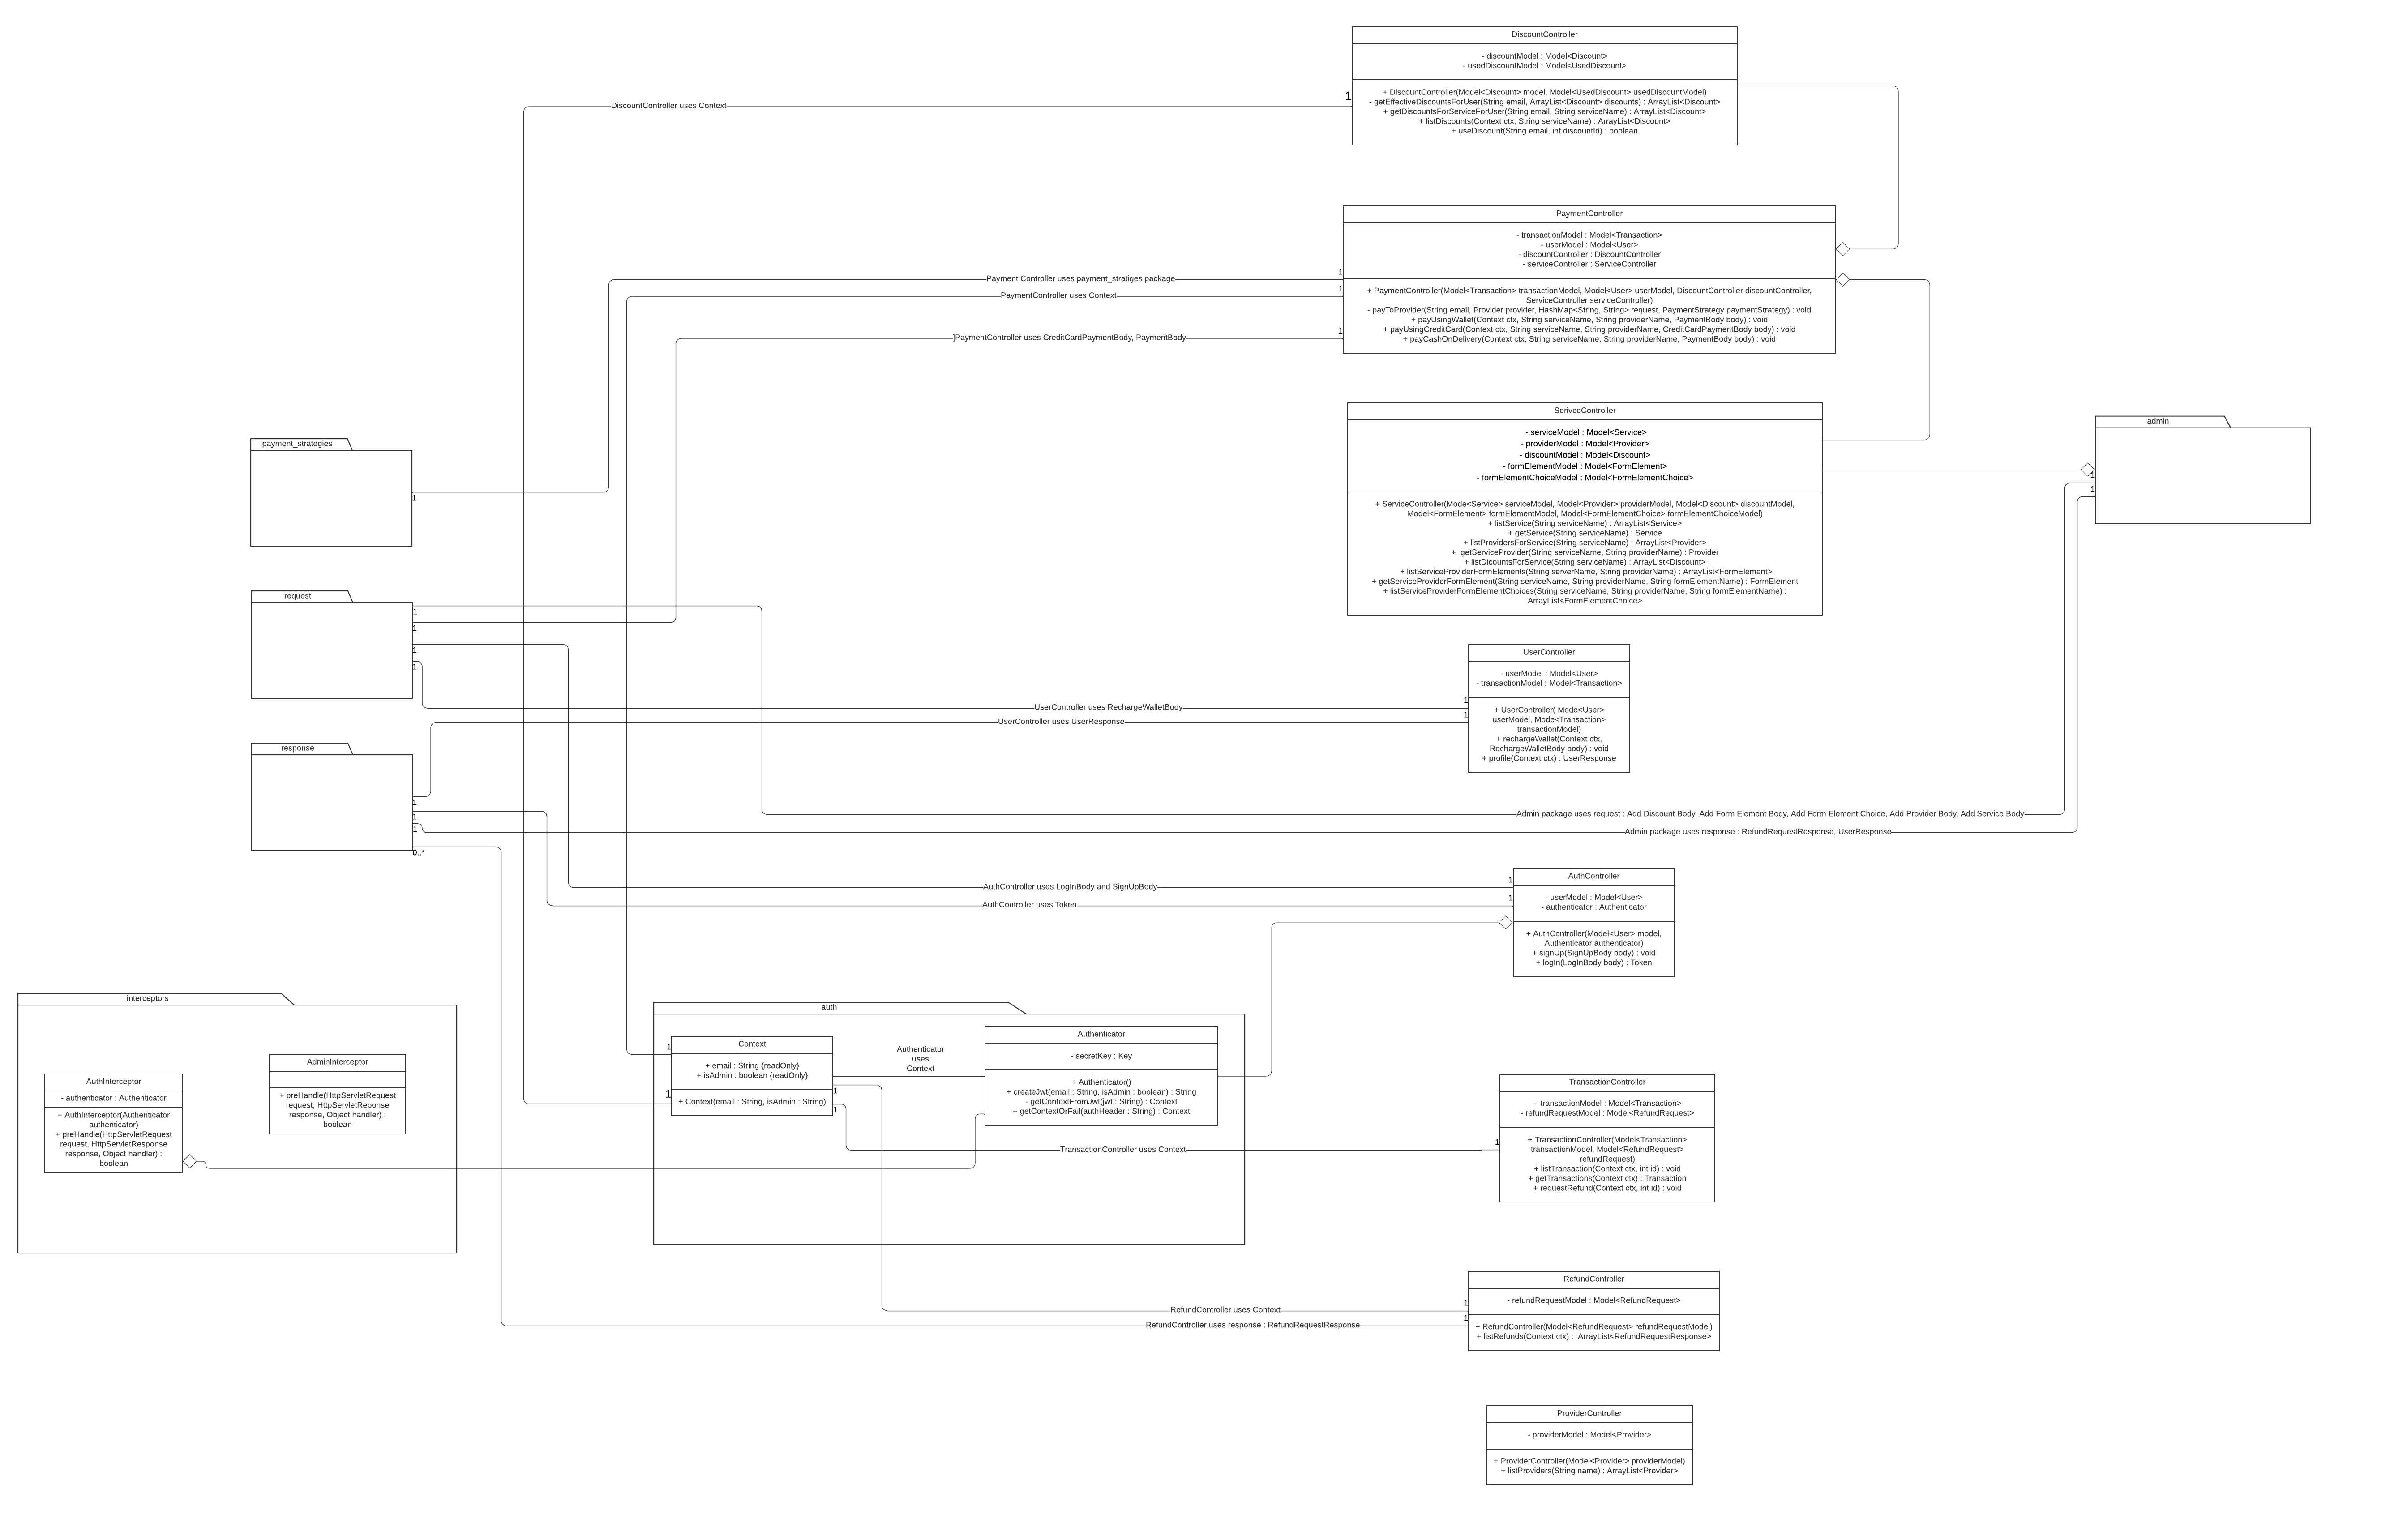 DiscountController
- discountModel : Model<Discount>
- usedDiscountModel : Model<UsedDiscount>
+ DiscountController(Model<Discount> model, Model<UsedDiscount> usedDiscountModel)
- getEffectiveDiscountsForUser(String email, ArrayList<Discount> discounts) : ArrayList<Discount>
+ getDiscountsForServiceForUser(String email, String serviceName) : ArrayList<Discount>
+ listDiscounts(Context ctx, String serviceName) : ArrayList<Discount>
+ useDiscount(String email, int discountId) : boolean
1
DiscountController uses Context
PaymentController
- transactionModel : Model<Transaction>
- userModel : Model<User>
- discountController : DiscountController
- serviceController : ServiceController
+ PaymentController(Model<Transaction> transactionModel, Model<User> userModel, DiscountController discountController,
ServiceController serviceController)
- payToProvider(String email, Provider provider, HashMap<String, String> request, PaymentStrategy paymentStrategy) : void
+ payUsingWallet(Context ctx, String serviceName, String providerName, PaymentBody body) : void
+ payUsingCreditCard(Context ctx, String serviceName, String providerName, CreditCardPaymentBody body) : void
+ payCashOnDelivery(Context ctx, String serviceName, String providerName, PaymentBody body) : void
Payment Controller uses payment_stratiges package
1
PaymentController uses Context
1
]PaymentController uses CreditCardPaymentBody, PaymentBody
1
SerivceController
- serviceModel : Model<Service>
- providerModel : Model<Provider>
- discountModel : Model<Discount>
- formElementModel : Model<FormElement>
- formElementChoiceModel : Model<FormElementChoice>
+ ServiceController(Mode<Service> serviceModel, Model<Provider> providerModel, Model<Discount> discountModel,
Model<FormElement> formElementModel, Model<FormElementChoice> formElementChoiceModel)
+ listService(String serviceName) : ArrayList<Service>
+ getService(String serviceName) : Service
+ listProvidersForService(String serviceName) : ArrayList<Provider>
+ getServiceProvider(String serviceName, String providerName) : Provider
+ listDicountsForService(String serviceName) : ArrayList<Discount>
+ listServiceProviderFormElements(String serverName, String providerName) : ArrayList<FormElement>
+ getServiceProviderFormElement(String serviceName, String providerName, String formElementName) : FormElement
+ listServiceProviderFormElementChoices(String serviceName, String providerName, String formElementName) :
ArrayList<FormElementChoice>
admin
1
1
payment_strategies
1
request
1
1
1
1
UserController
- userModel : Model<User>
- transactionModel : Model<Transaction>
+ UserController( Mode<User>
userModel, Mode<Transaction>
transactionModel)
+ rechargeWallet(Context ctx,
RechargeWalletBody body) : void
+ profile(Context ctx) : UserResponse
UserController uses RechargeWalletBody
1
UserController uses UserResponse
1
response
1
1
1
0..*
Admin package uses request : Add Discount Body, Add Form Element Body, Add Form Element Choice, Add Provider Body, Add Service Body
Admin package uses response : RefundRequestResponse, UserResponse
AuthController
- userModel : Model<User>
- authenticator : Authenticator
+ AuthController(Model<User> model,
Authenticator authenticator)
+ signUp(SignUpBody body) : void
+ logIn(LogInBody body) : Token
AuthController uses LogInBody and SignUpBody
1
AuthController uses Token
1
interceptors
AuthInterceptor
- authenticator : Authenticator
+ AuthInterceptor(Authenticator
authenticator)
+ preHandle(HttpServletRequest
request, HttpServletResponse
response, Object handler) :
boolean
AdminInterceptor
+ preHandle(HttpServletRequest
request, HttpServletReponse
response, Object handler) :
boolean
auth
Context
+ email : String {readOnly}
+ isAdmin : boolean {readOnly}
+ Context(email : String, isAdmin : String)
1
1
1
1
Authenticator
uses
Context
Authenticator
- secretKey : Key
+ Authenticator()
+ createJwt(email : String, isAdmin : boolean) : String
- getContextFromJwt(jwt : String) : Context
+ getContextOrFail(authHeader : String) : Context
TransactionController uses Context
1
TransactionController
- transactionModel : Model<Transaction>
- refundRequestModel : Model<RefundRequest>
+ TransactionController(Model<Transaction>
transactionModel, Model<RefundRequest>
refundRequest)
+ listTransaction(Context ctx, int id) : void
+ getTransactions(Context ctx) : Transaction
+ requestRefund(Context ctx, int id) : void
RefundController
- refundRequestModel : Model<RefundRequest>
+ RefundController(Model<RefundRequest> refundRequestModel)
+ listRefunds(Context ctx) : ArrayList<RefundRequestResponse>
RefundController uses Context
1
RefundController uses response : RefundRequestResponse
1
ProviderController
- providerModel : Model<Provider>
+ ProviderController(Model<Provider> providerModel)
+ listProviders(String name) : ArrayList<Provider>